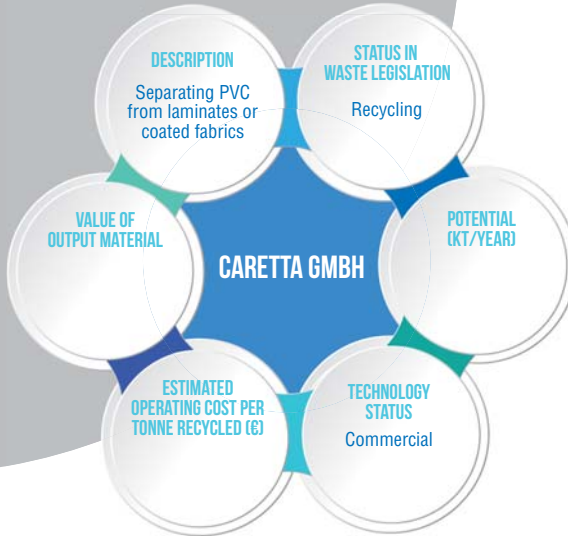 DESCRIPTION
Separating PVC
from laminates or
coated fabrics
STATUS IN
WASTE LEGISLATION
Recycling
VALUE OF
OUTPUT MATERIAL
CARETTA GMBH
POTENTIAL
(KT/YEAR)
ESTIMATED
OPERATING COST PER
TONNE RECYCLED (€)
TECHNOLOGY
STATUS
Commercial